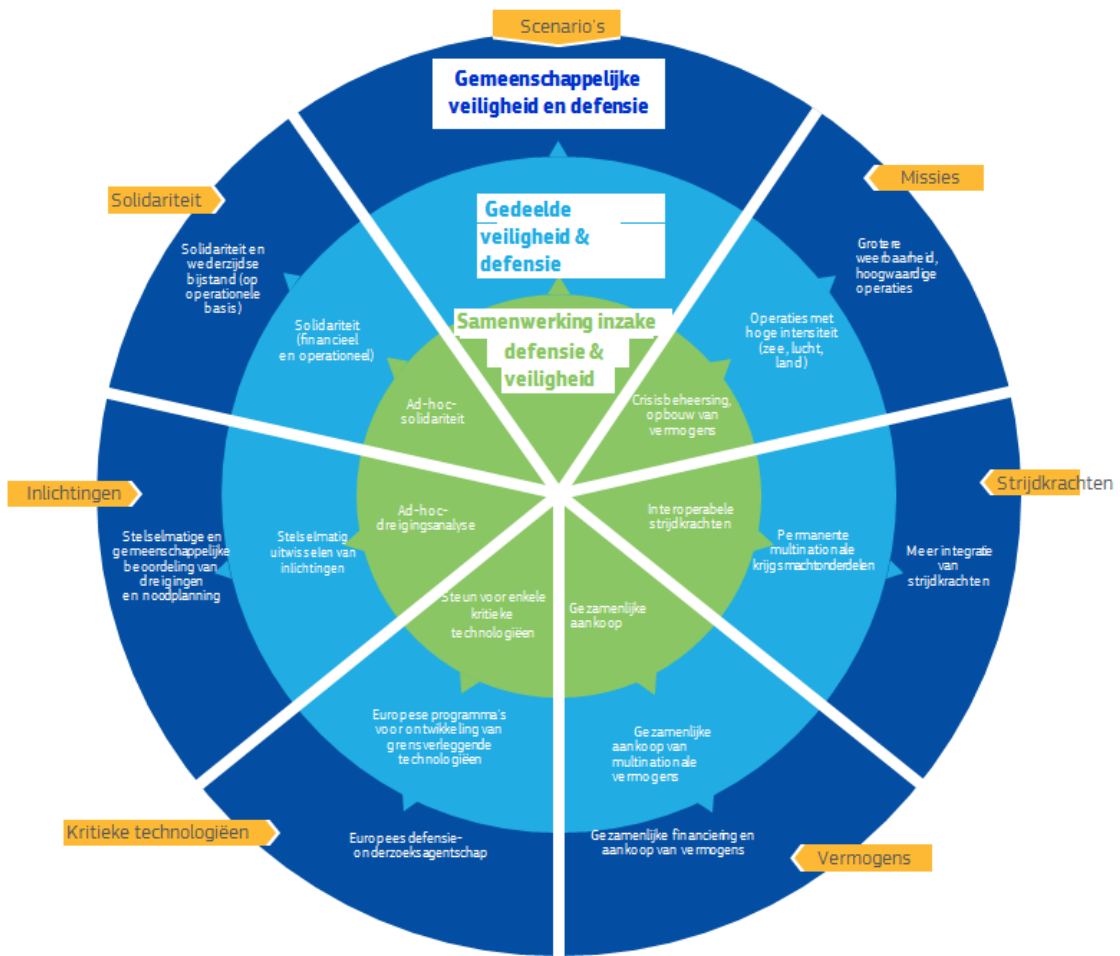 Scenario's
Gemeenschappelijke
veiligheid en defensie
Gedeelde
veiligheid &
defensie
Samenwerking inzake
defensie &
veiligheid
Missies
Grotere
weerbaarheid,
hoogwaardige
operaties
Operaties met
hoge intensiteit
(zee, lucht,
land)
Crisisbeheersing,
opbouw van
vermogens
Strijdkrachten
Meer integratie
van
strijdkrachten
Permanente
multinationale
krijgsmachtonderdelen
Interoperabele
strijdkrachten
Vermogens
Gezamenlijke financiering en
aankoop van vermogens
Gezamenlijke
aankoop van
multinationale
vermogens
Gezamenlijke
aankoop
Kritieke technologiëen
Europees defensie-
onderzoeksagentschap
Europese programma's
voor ontwikkeling van
grensverleggende
technologiëen
Steun voor enkele
kritieke
technologiëen
Inlichtingen
Stelselmatige en
gemeenschappelijke
beoordeling van
dreigingen
en noodplanning
Stelselmatig
uitwisselen van
inlichtingen
Ad-hoc-
dreigingsanalyse
Solidariteit
Solidariteit en
wederzijdse
bijstand (op
operationele
basis)
Solidariteit
(financieel
en operationeel)
Ad-hoc-
solidariteit